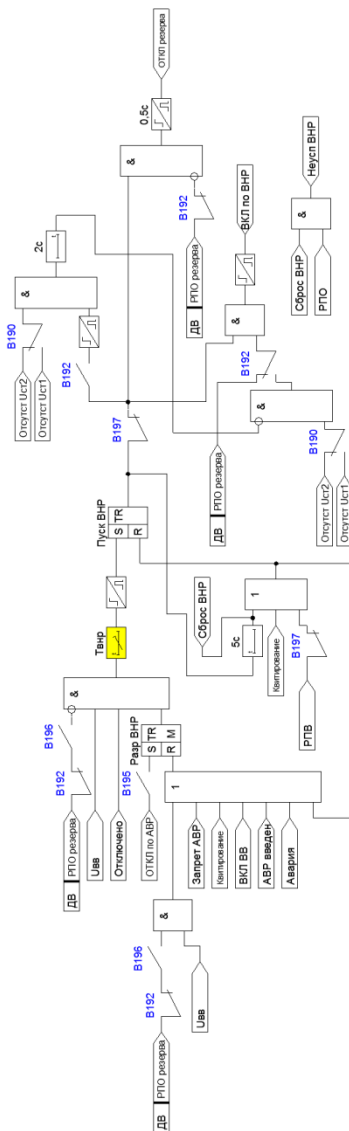 ДВ РПО резерва
B192
B196
Uвв
&
Запрет АВР
Квитирование
ВКЛ ВВ
АВР введен
Авария
1
ДВ РПО резерва
B192
B196
Uвв
Отключено
ОТКЛ по АВР
B195
Разр ВНР
S TR
R M
&
Твнр
Пуск ВНР
S TR
R
Сброс ВНР
5с
Квитирование
РПВ
B197
1
B197
Отсутст Uст2
Отсутст Uст1
B190
B192
&
2с
ДВ РПО резерва
B192
&
0,5с
ОТКЛ резерва
ДВ РПО резерва
Отсутст Uст2
Отсутст Uст1
B190
&
B192
&
ВКЛ по ВНР
Сброс ВНР
РПО
&
Неусп ВНР